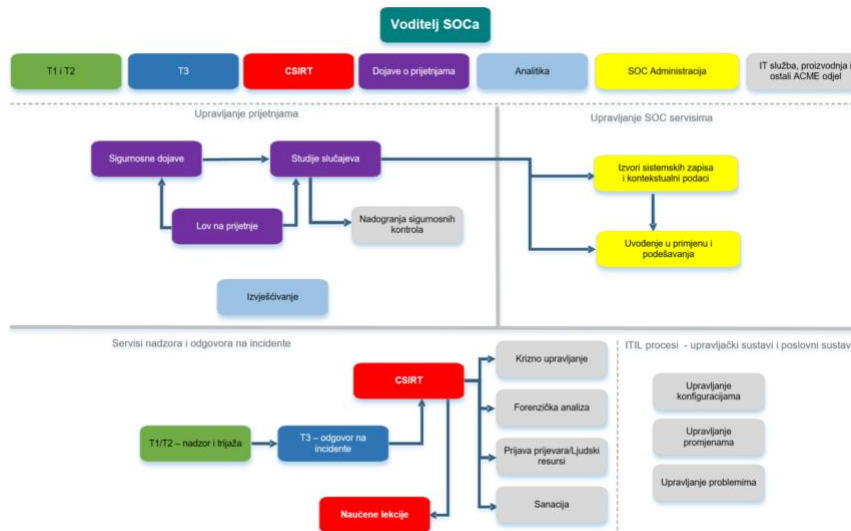 Voditelj SOCa
T1 i T2
T3
CSIRT
Dojave o prijetnjama
Analitika
SOC Administracija
IT služba, proizvodnja i
ostali ACME odjel
Upravljanje prijetnjama
Upravljanje SOC servisima
Sigurnosne dojave
Studije slučajeva
Izvori sistemskih zapisa
i kontekstualni podaci
Lov na prijetnje
Nadogranja sigurnosnih
kontrola
Uvođenje u primjenu i
podešavanja
Izvješćivanje
Servisi nadzora i odgovora na incidente
ITIL procesi - upravljački sustavi i poslovni sustav
Krizno upravljanje
CSIRT
Upravljanje
konfiguracijama
Forenzička analiza
T1/T2 – nadzor i trijaža
T3 – odgovor na
incidente
Upravljanje
promjenama
Prijava prijevara/Ljudski
resursi
Upravljanje problemima
Naučene lekcije
Sanacija